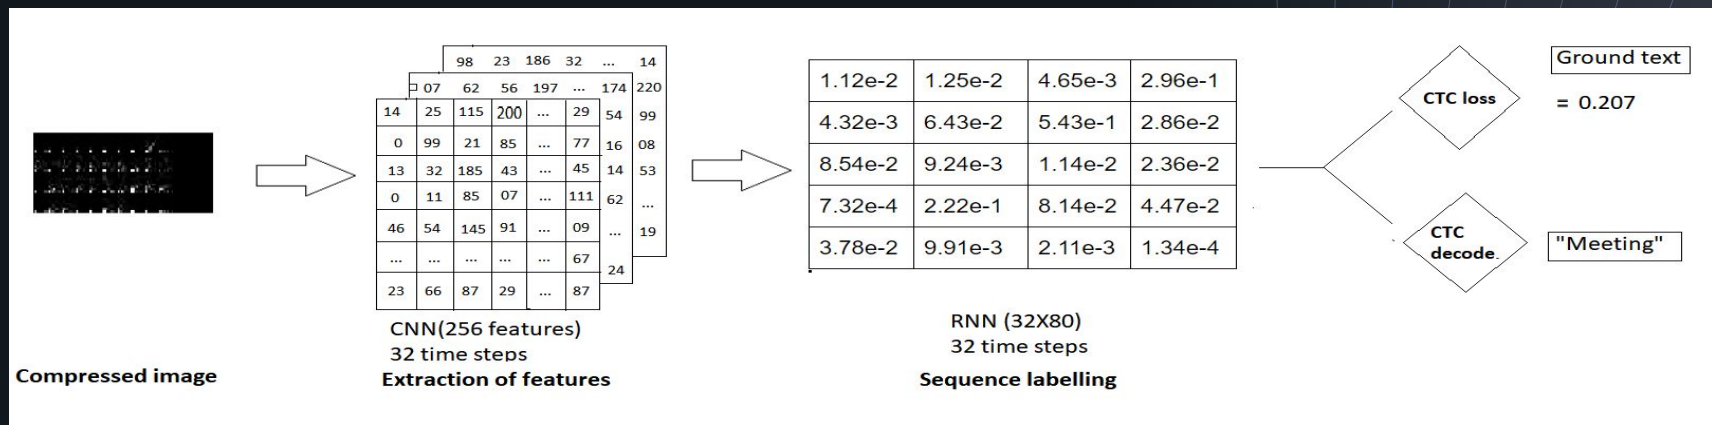 98 23 186 32 ... 14
07 62 56 197 ... 174 220
14 25 115 200 ... 29 54 99
0 99 21 85 ... 77 16 08
13 32 185 43 ... 45 14 53
0 11 85 07 ... 111 62 ...
46 54 145 91 ... 09 ... 19
... ... ... ... ... 67 24
23 66 87 29 ... 87
CNN(256 features)
32 time steps
1.12e-2 1.25e-2 4.65e-3 2.96e-1
4.32e-3 6.43e-2 5.43e-1 2.86e-2
8.54e-2 9.24e-3 1.14e-2 2.36e-2
7.32e-4 2.22e-1 8.14e-2 4.47e-2
3.78e-2 9.91e-3 2.11e-3 1.34e-4
RNN (32X80)
32 time steps
CTC loss
Ground text
= 0.207
CTC
decode.
"Meeting"
Compressed image
Extraction of features
Sequence labelling